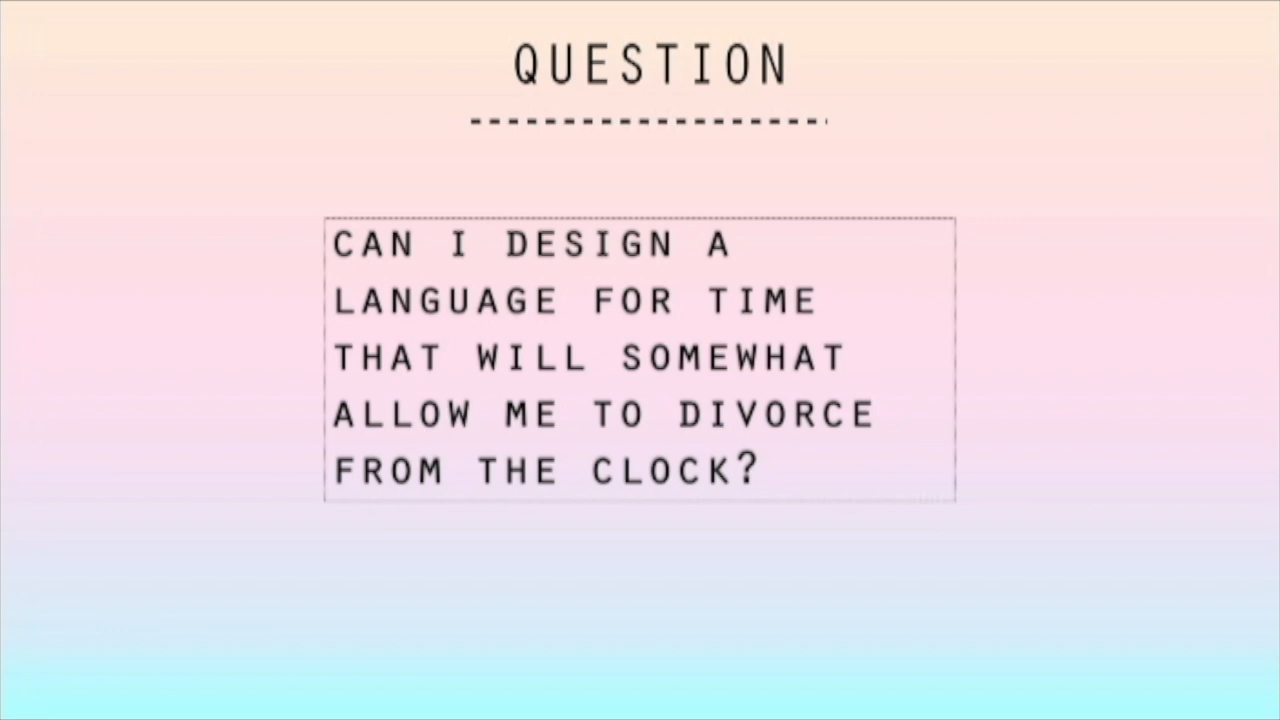 QUESTION
CAN I DESIGN A
LANGUAGE FOR TIME
THAT WILL SOMEWHAT
ALLOW ME TO DIVORCE
FROM THE CLOCK?